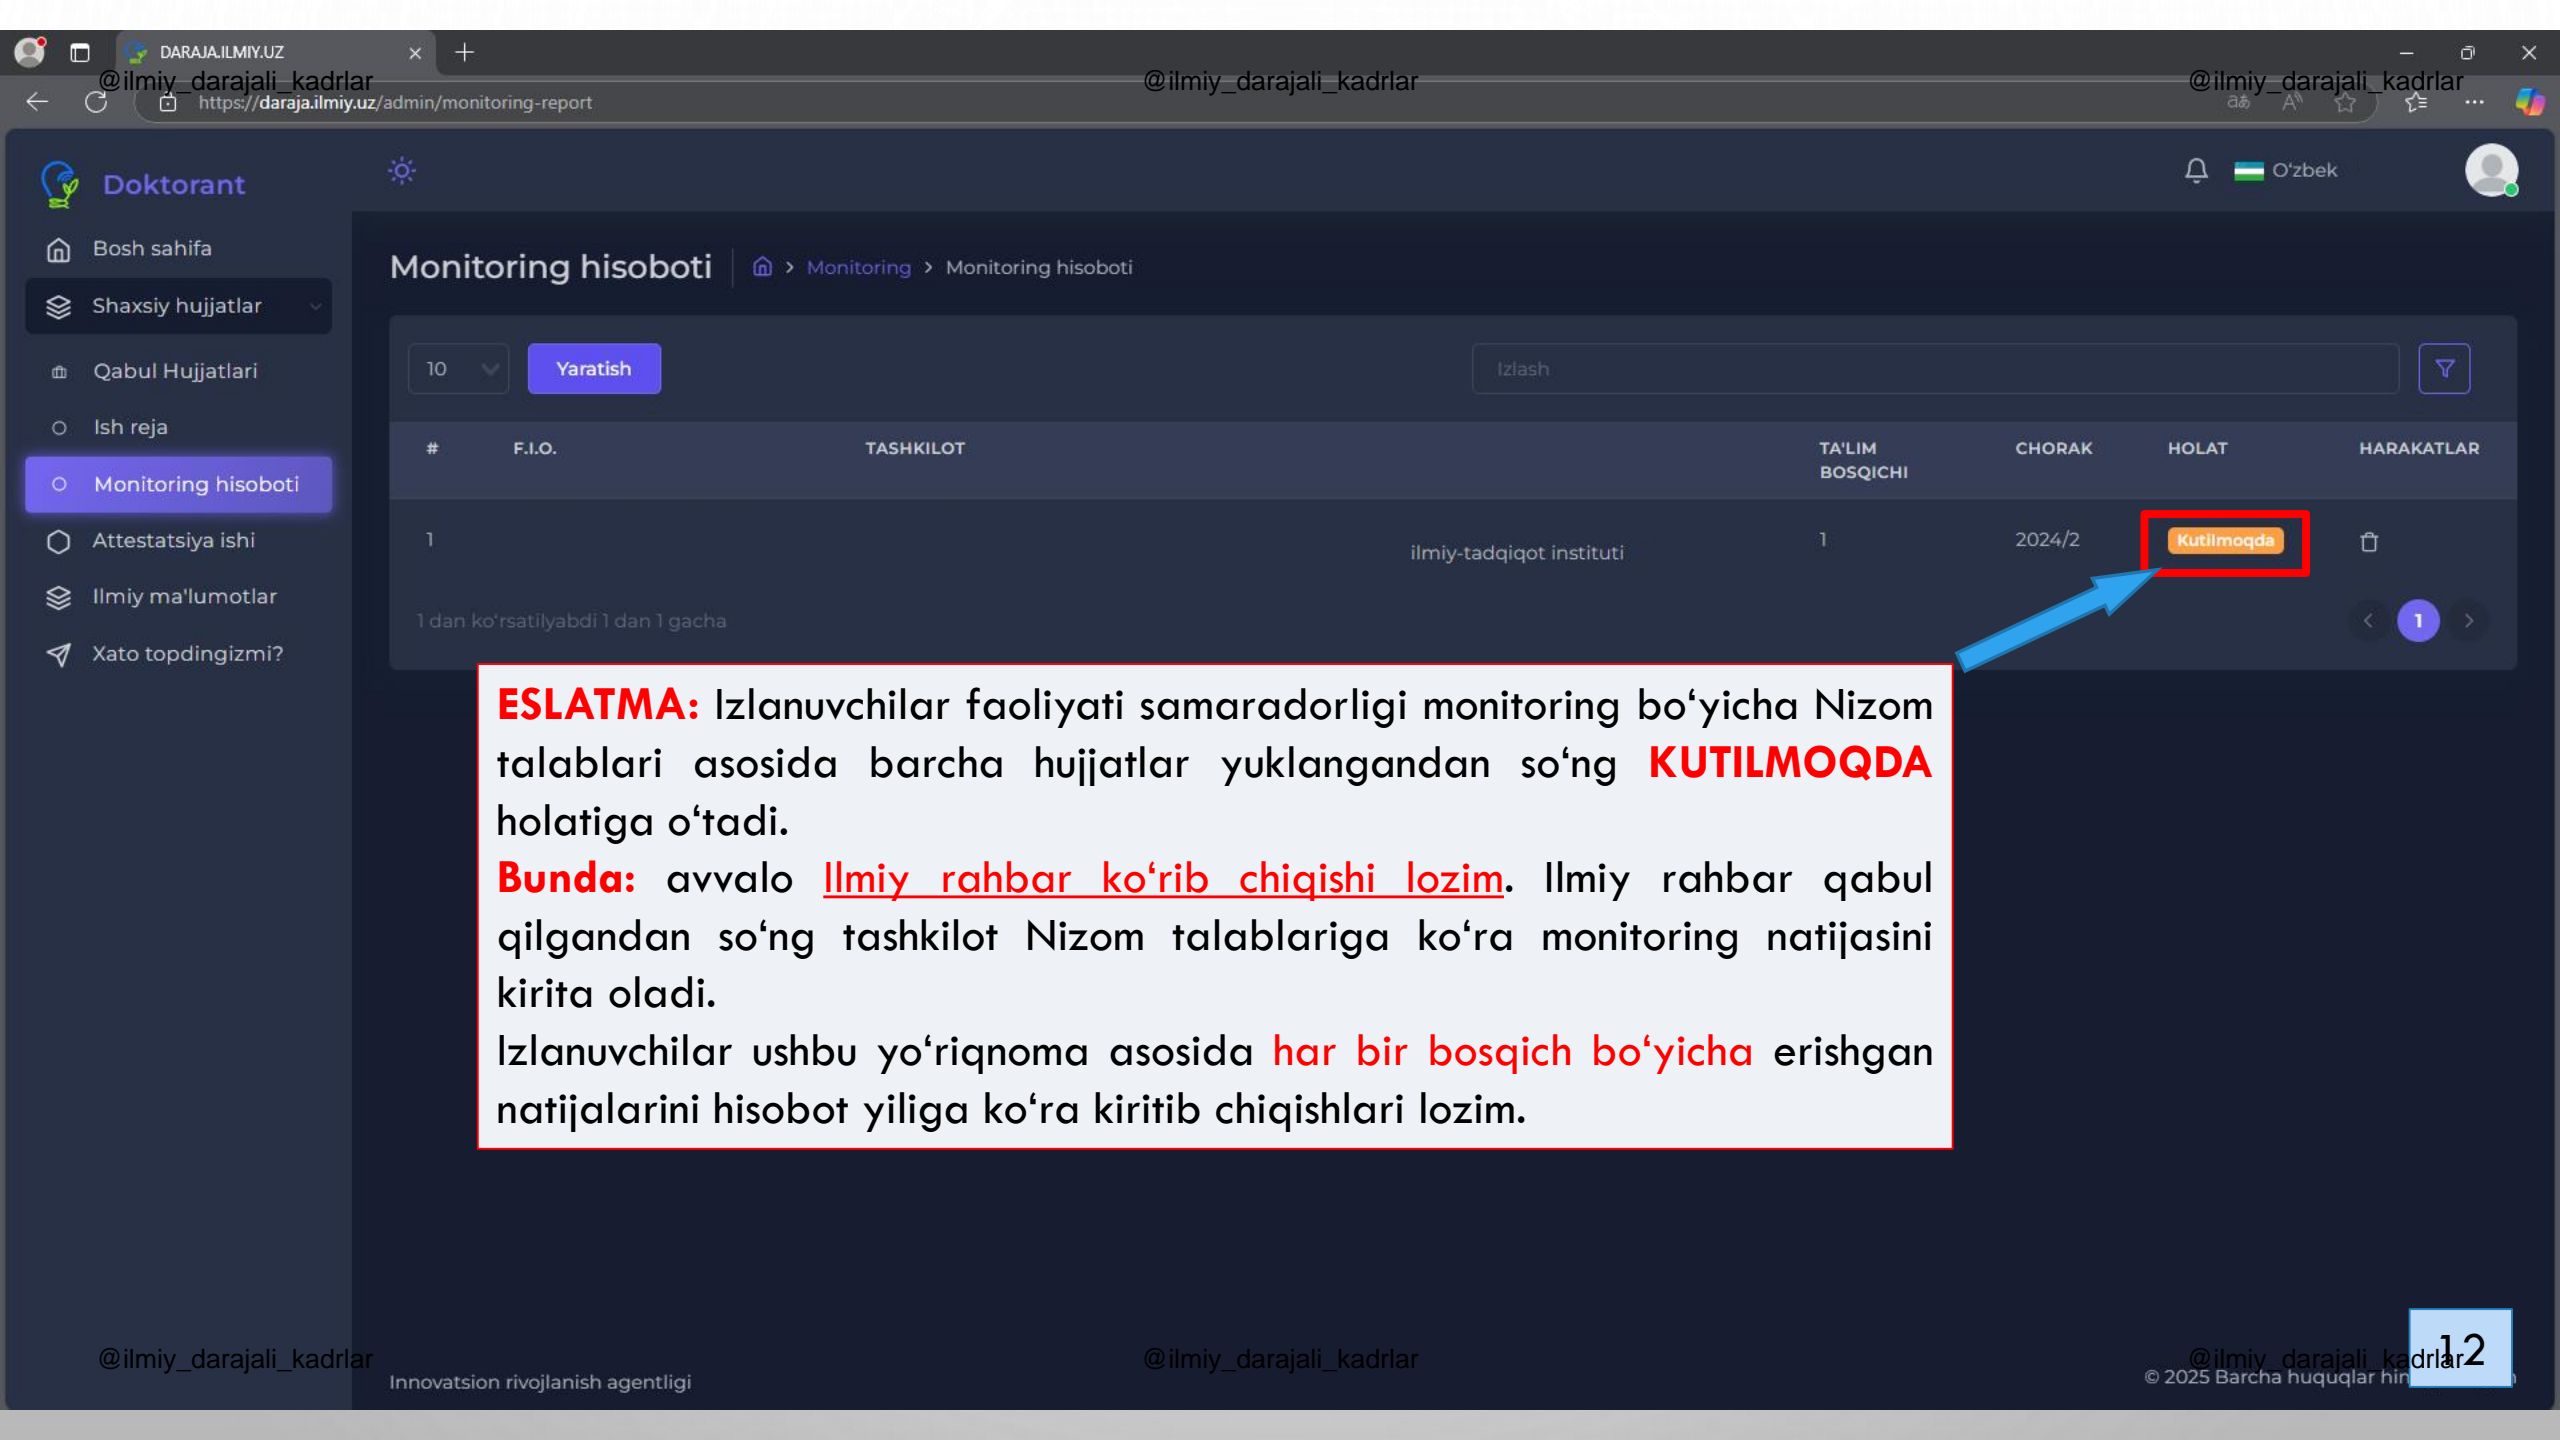 DARAJA.ILMIY.UZ
@ilmiy_darajali_kadrlar @ilmiy_darajali_kadrlar @ilmiy_darajali_kadrlar
https://daraja.ilmiy.uz/admin/monitoring-report
Doktorant
O'zbek
Bosh sahifa
Shaxsiy hujjatlar
Qabul Hujjatlari
Ish reja
Monitoring hisoboti
Attestatsiya ishi
Ilmiy ma'lumotlar
Xato topdingizmi?
Monitoring hisoboti
Monitoring > Monitoring hisoboti
10 Yaratish Izlash
# F.I.O. TASHKILOT TA'LIM BOSQICHI CHORAK HOLAT HARAKATLAR
1 ilmiy-tadqiqot instituti 1 2024/2 Kutilmoqda
1 dan ko'rsatilyabdi 1 dan 1 gacha
1
ESLATMA: Izlanuvchilar faoliyati samaradorligi monitoring bo‘yicha Nizom
talablari asosida barcha hujjatlar yuklangandan so‘ng KUTILMOQDA
holatiga o‘tadi.
Bunda: avvalo Ilmiy rahbar ko‘rib chiqishi lozim. Ilmiy rahbar qabul
qilgandan so‘ng tashkilot Nizom talablariga ko‘ra monitoring natijasini
kirita oladi.
Izlanuvchilar ushbu yo‘riqnoma asosida har bir bosqich bo‘yicha erishgan
natijalarini hisobot yiliga ko‘ra kiritib chiqishlari lozim.
@ilmiy_darajali_kadrlar @ilmiy_darajali_kadrlar @ilmiy_darajali_kadrlar
12
Innovatsion rivojlanish agentligi
© 2025 Barcha huquqlar